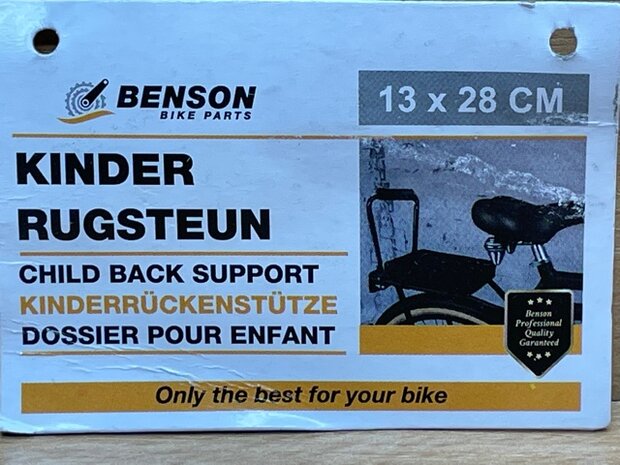 BENSON
BIKE PARTS
13 x 28 CM
KINDER
RUGSTEUN
CHILD BACK SUPPORT
KINDERRÜCKENSTÜTZE
DOSSIER POUR ENFANT
Benson
Professional
Quality
Garanteed
Only the best for your bike